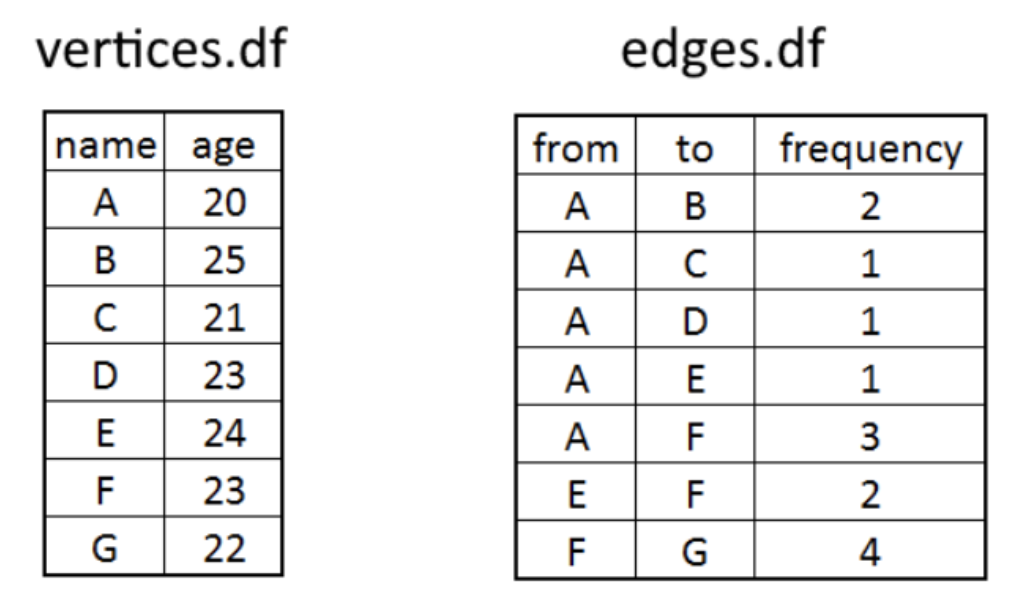 vertices.df
name age
A 20
B 25
C 21
D 23
E 24
F 23
G 22
edges.df
from to frequency
A B 2
A C 1
A D 1
A E 1
A F 3
E F 2
F G 4